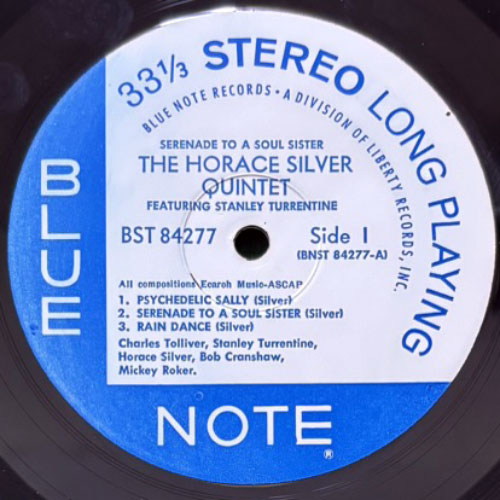 33⅓ STEREO LONG PLAYING
BLUE NOTE RECORDS • A DIVISION OF LIBERTY RECORDS, INC.
SERENADE TO A SOUL SISTER
THE HORACE SILVER
QUINTET
FEATURING STANLEY TURRENTINE
BST 84277
Side 1
(BNST 84277-A)
All compositions Ecaroh Music-ASCAP
1. PSYCHEDELIC SALLY (Silver)
2. SERENADE TO A SOUL SISTER (Silver)
3. RAIN DANCE (Silver)
Charles Tolliver, Stanley Turrentine,
Horace Silver, Bob Cranshaw,
Mickey Roker.
BLUE
NOTE®